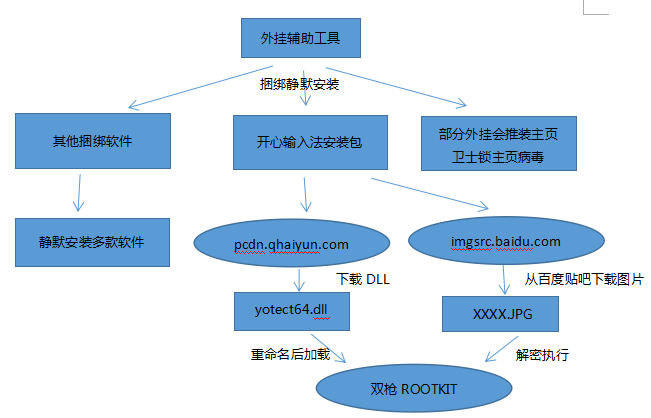 外挂辅助工具
捆绑静默安装
其他捆绑软件
开心输入法安装包
部分外挂会推装主页
卫士锁主页病毒
静默安装多款软件
pcdn.qhaiyun.com
imgsrc.baidu.com
下载 DLL
从百度贴吧下载图片
yotect64.dll
XXXX.JPG
重命名后加载
解密执行
双枪 ROOTKIT